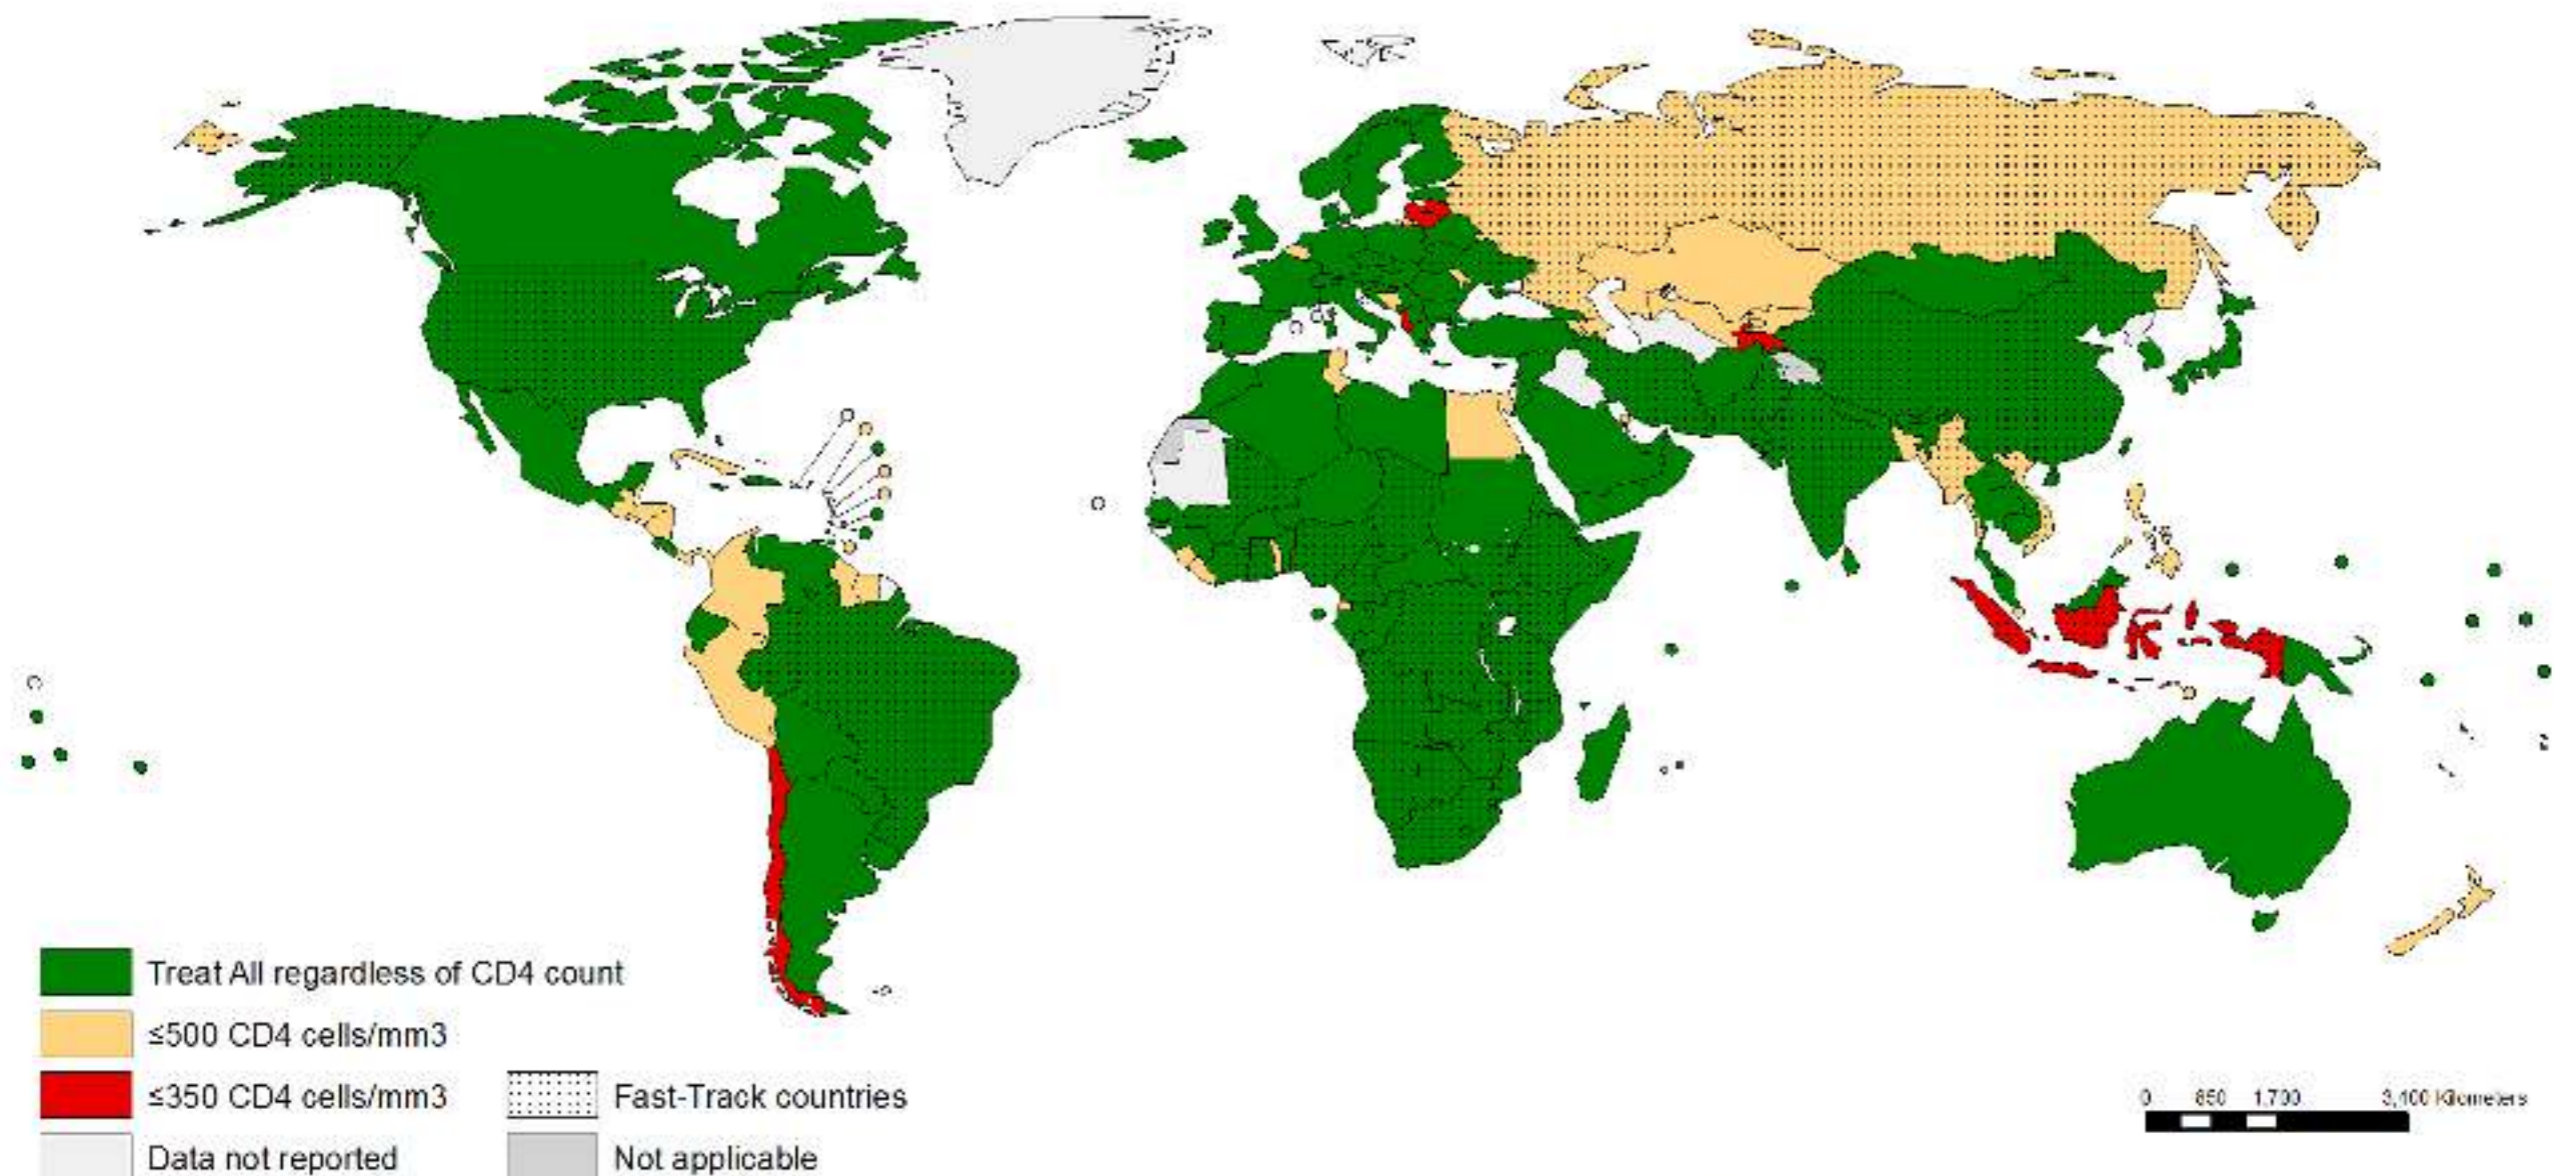 Treat All regardless of CD4 count
≤500 CD4 cells/mm3
≤350 CD4 cells/mm3
Fast-Track countries
Data not reported
Not applicable
0 850 1,700 3,400 Kilometers